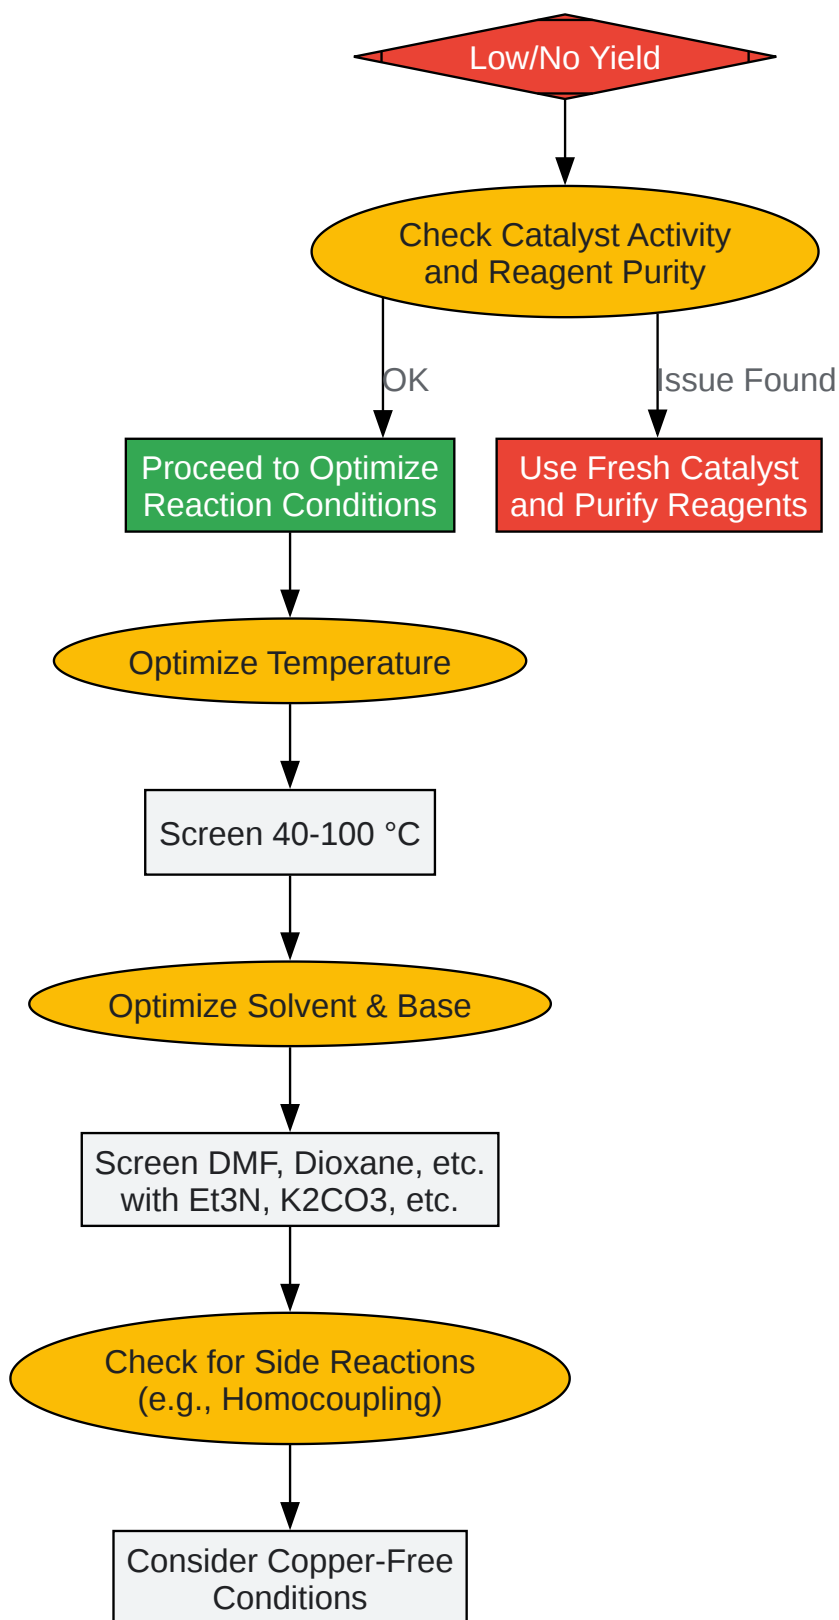 Low/No Yield
Check Catalyst Activity
and Reagent Purity
OK
Issue Found
Proceed to Optimize
Reaction Conditions
Use Fresh Catalyst
and Purify Reagents
Optimize Temperature
Screen 40-100 °C
Optimize Solvent & Base
Screen DMF, Dioxane, etc.
with Et3N, K2CO3, etc.
Check for Side Reactions
(e.g., Homocoupling)
Consider Copper-Free
Conditions